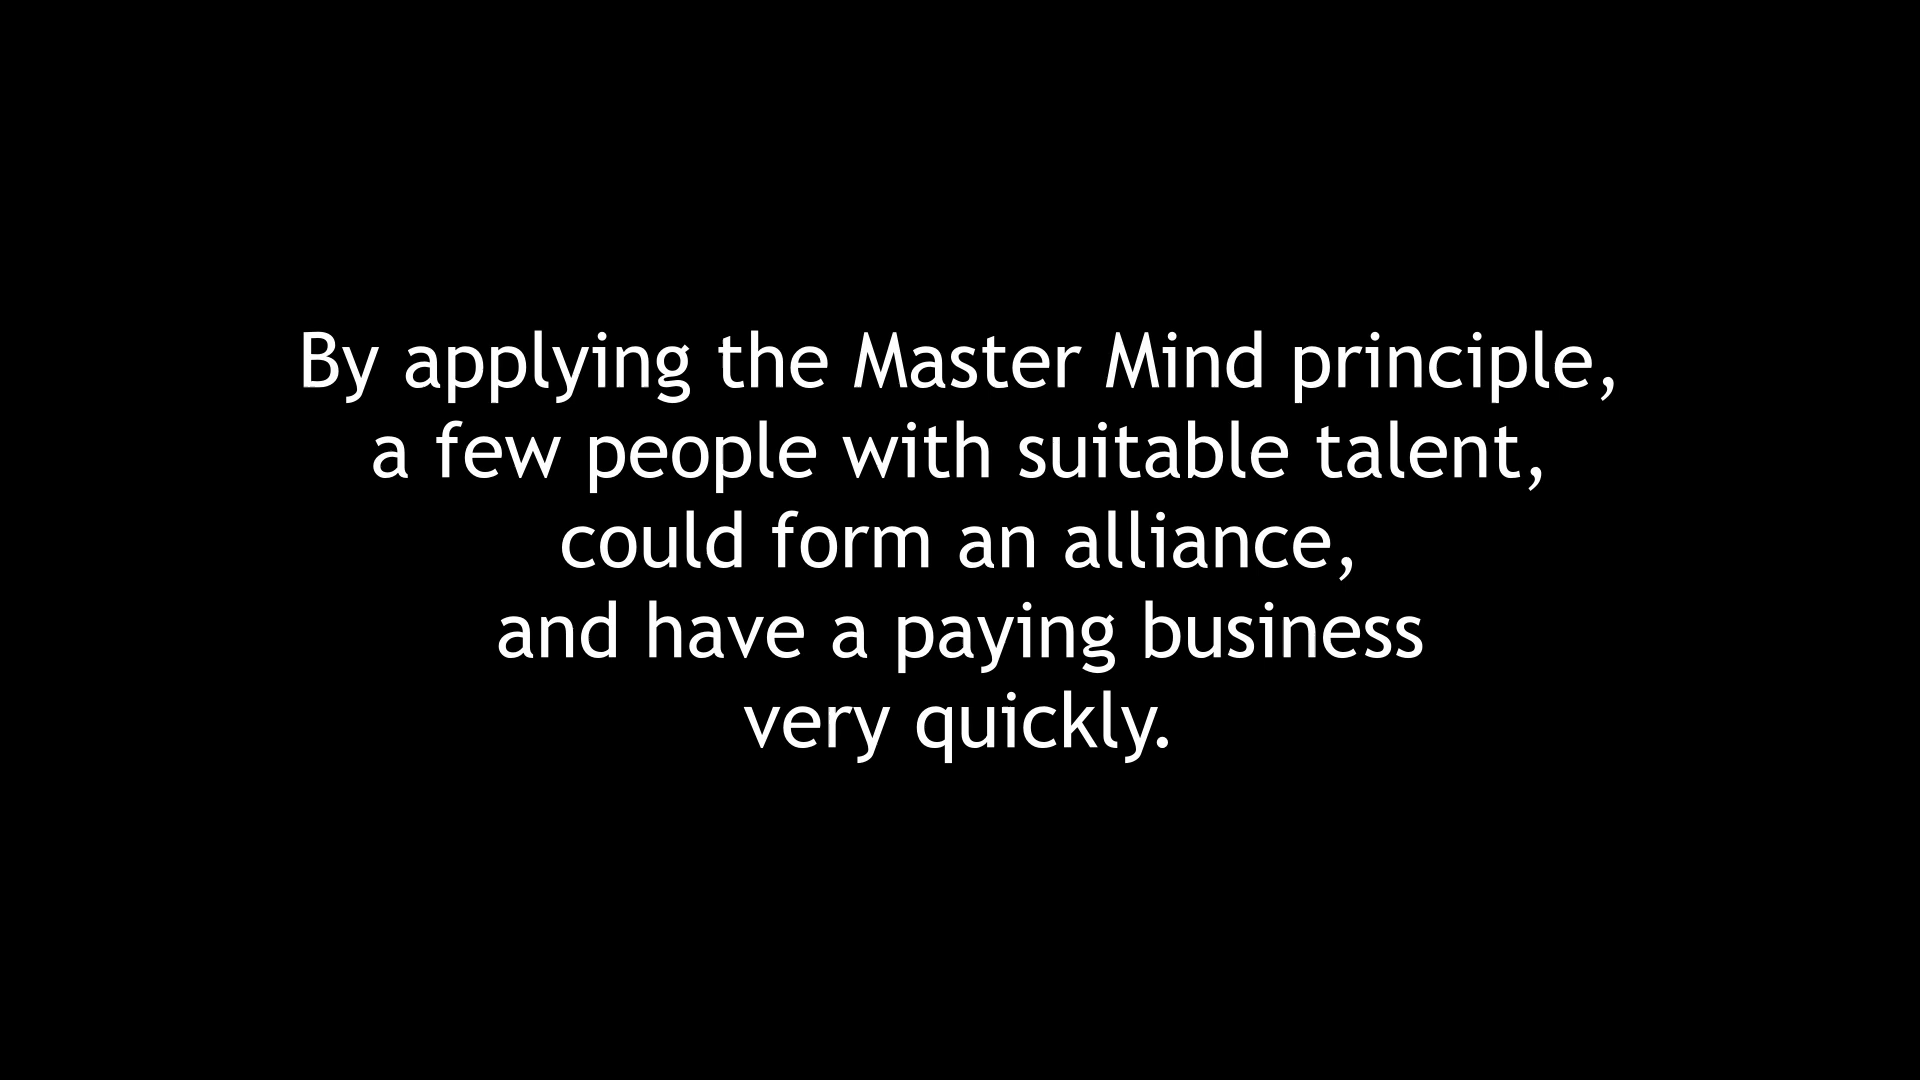 By applying the Master Mind principle,
a few people with suitable talent,
could form an alliance,
and have a paying business
very quickly.